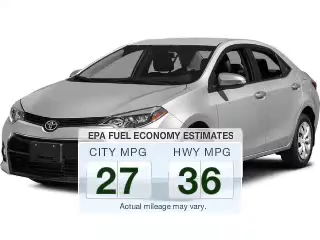 EPA FUEL ECONOMY ESTIMATES
CITY MPG HWY MPG
27 36
Actual mileage may vary.